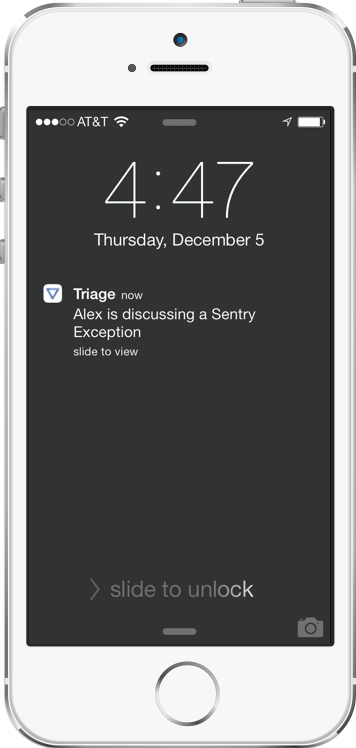 AT&T
4:47
Thursday, December 5
Triage now
Alex is discussing a Sentry
Exception
slide to view
slide to unlock